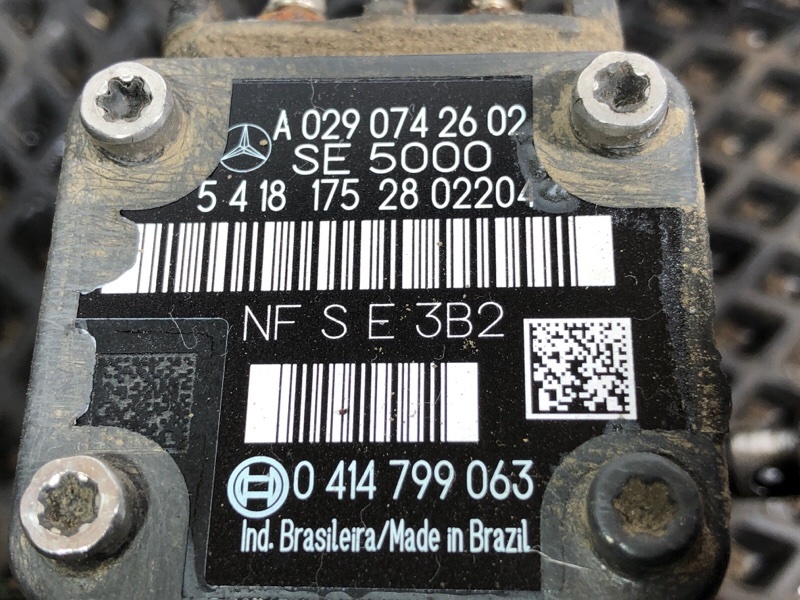 A 029 074 26 02
SE 5000
5 4 18 175 28 02204
NF S E 3B2
0 414 799 063
Ind. Brasileira/Made in Brazil